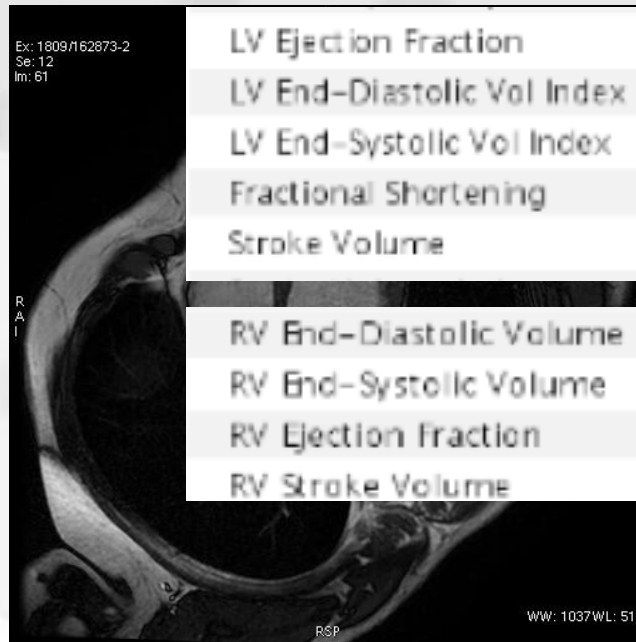 Ex: 1809/162873-2
Se: 12
Im: 61
LV Ejection Fraction
LV End-Diastolic Vol Index
LV End-Systolic Vol Index
Fractional Shortening
Stroke Volume
R
A
I
RV End-Diastolic Volume
RV End-Systolic Volume
RV Ejection Fraction
RV Stroke Volume
WW: 1037WL: 51
RSP